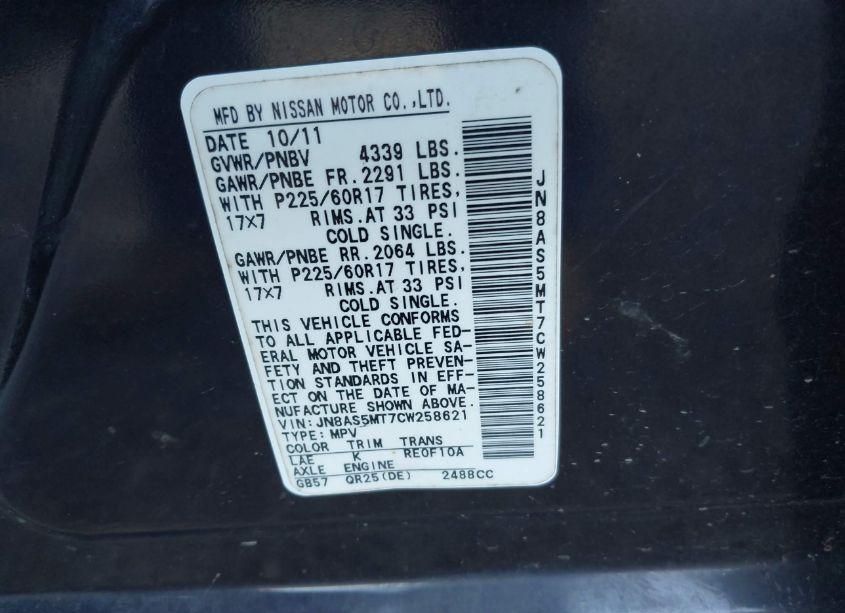 MFD BY NISSAN MOTOR CO.,LTD.
DATE 10/11
GVWR/PNBV 4339 LBS.
GAWR/PNBE FR.2291 LBS.
WITH P225/60R17 TIRES,
17X7 RIMS.AT 33 PSI
COLD SINGLE.
GAWR/PNBE RR.2064 LBS.
WITH P225/60R17 TIRES,
17X7 RIMS.AT 33 PSI
COLD SINGLE.
THIS VEHICLE CONFORMS
TO ALL APPLICABLE FED-
ERAL MOTOR VEHICLE SA-
FETY AND THEFT PREVEN-
TION STANDARDS IN EFF-
ECT ON THE DATE OF MA-
NUFACTURE SHOWN ABOVE.
VIN:JN8AS5MT7CW258621
TYPE:MPV
COLOR TRIM TRANS
LAE K RE0F10A
AXLE ENGINE
GB57 QR25(DE) 2488CC
JN8AS5MT7CW258621